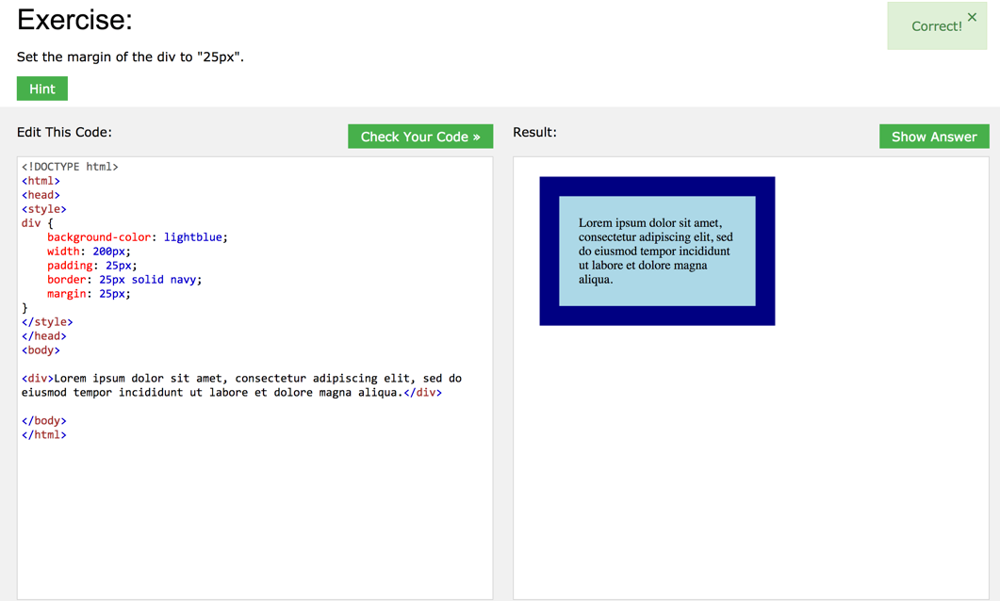 Exercise:
Correct! ×
Set the margin of the div to "25px".
Hint
Edit This Code:
Check Your Code »
Result:
Show Answer
<!DOCTYPE html>
<html>
<head>
<style>
div {
    background-color: lightblue;
    width: 200px;
    padding: 25px;
    border: 25px solid navy;
    margin: 25px;
}
</style>
</head>
<body>
<div>Lorem ipsum dolor sit amet, consectetur adipiscing elit, sed do
eiusmod tempor incididunt ut labore et dolore magna aliqua.</div>
</body>
</html>
Lorem ipsum dolor sit amet,
consectetur adipiscing elit, sed
do eiusmod tempor incididunt
ut labore et dolore magna
aliqua.